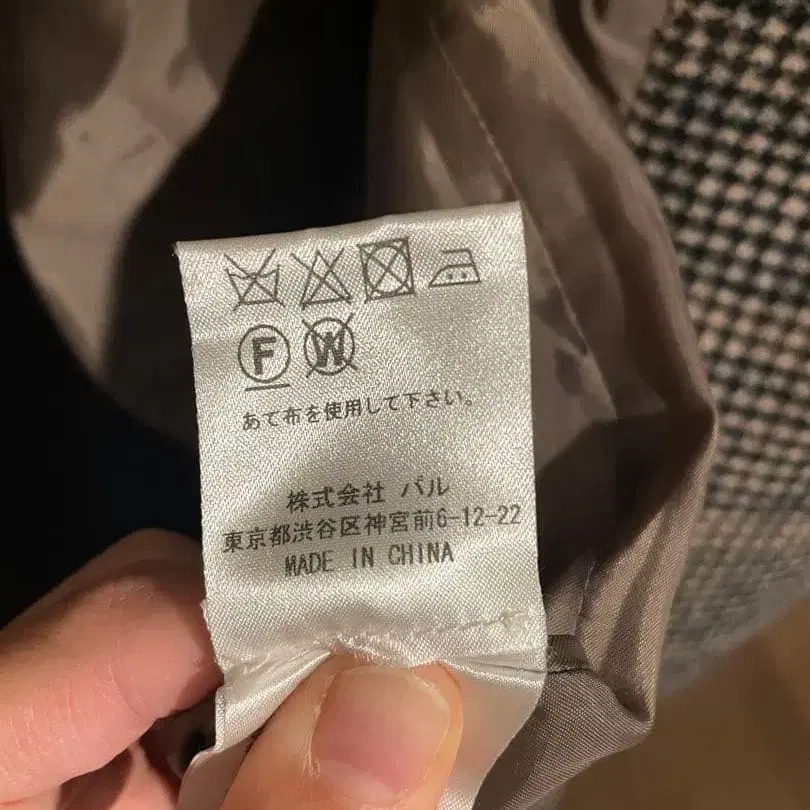 F W
あて布を使用して下さい。
株式会社 パル
東京都渋谷区神宮前6-12-22
MADE IN CHINA